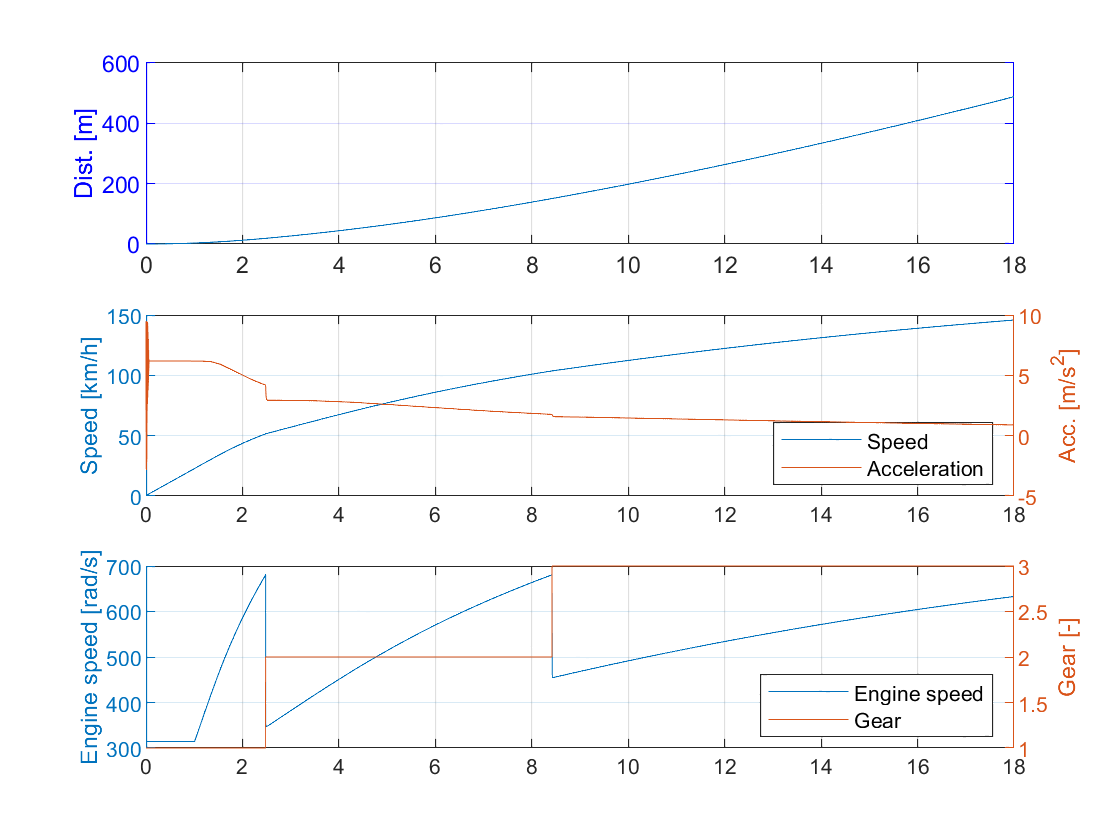 600
400
200
0
Dist. [m]
0 2 4 6 8 10 12 14 16 18
150
100
50
0
Speed [km/h]
10
5
0
-5
Acc. [m/s²]
Speed
Acceleration
0 2 4 6 8 10 12 14 16 18
700
600
500
400
300
Engine speed [rad/s]
3
2.5
2
1.5
1
Gear [-]
Engine speed
Gear
0 2 4 6 8 10 12 14 16 18